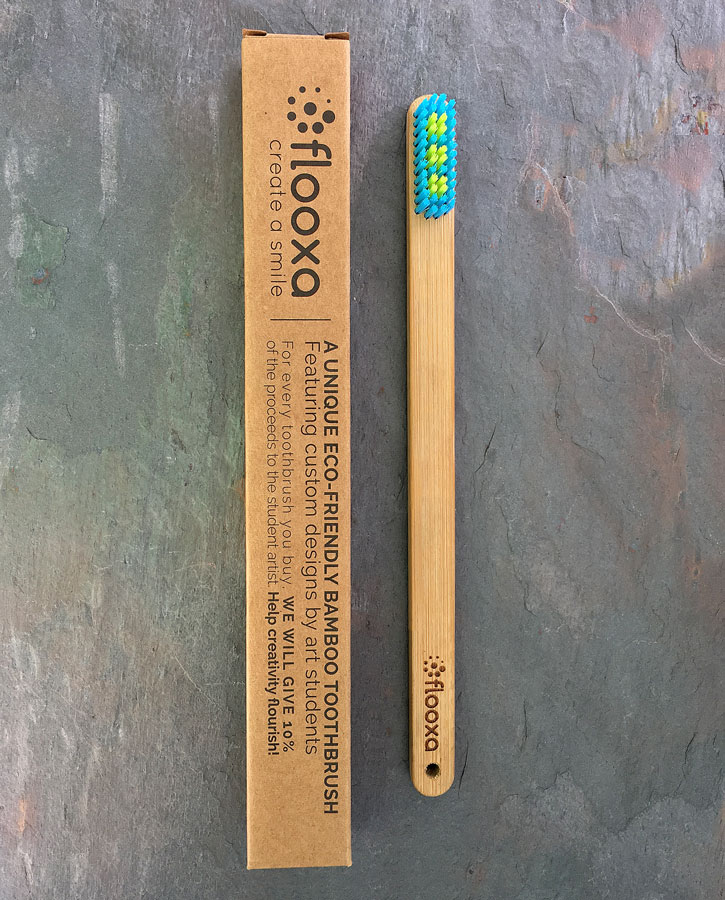 flooxa
create a smile
A UNIQUE ECO-FRIENDLY BAMBOO TOOTHBRUSH
Featuring custom designs by art students
For every toothbrush you buy, WE WILL GIVE 10%
of the proceeds to the student artist. Help creativity flourish!
flooxa